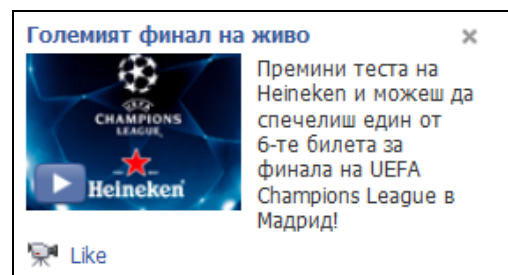 Големият финал на живо
UEFA
CHAMPIONS
LEAGUE
Heineken
Премини теста на
Heineken и можеш да
спечелиш един от
6-те билета за
финала на UEFA
Champions League в
Мадрид!
Like